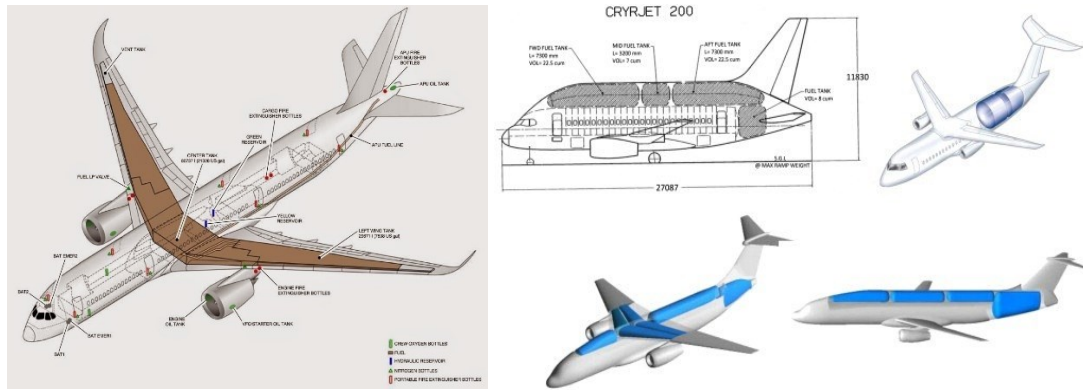 VENT TANK
APU FIRE
EXTINGUISHER
BOTTLES
APU OIL TANK
CARGO FIRE
EXTINGUISHER BOTTLES
GREEN
RESERVOIR
CENTER TANK
APU FUEL LINE
FUEL LP VALVE
YELLOW
RESERVOIR
LEFT WING TANK
BAT EMER2
BAT2
ENGINE FIRE
EXTINGUISHER BOTTLES
ENGINE
OIL TANK
VFG/STARTER OIL TANK
BAT EMER1
BAT1
CREW OXYGEN BOTTLES
FUEL
HYDRAULIC RESERVOIR
NITROGEN BOTTLES
PORTABLE FIRE EXTINGUISHER BOTTLES
CRYRJET 200
FWD FUEL TANK
L= 7300 mm
VOL= 22.5 cum
MID FUEL TANK
L= 3200 mm
VOL= 7 cum
AFT FUEL TANK
L= 7300 mm
VOL= 22.5 cum
FUEL TANK
VOL= 8 cum
11830
@ MAX RAMP WEIGHT
27087